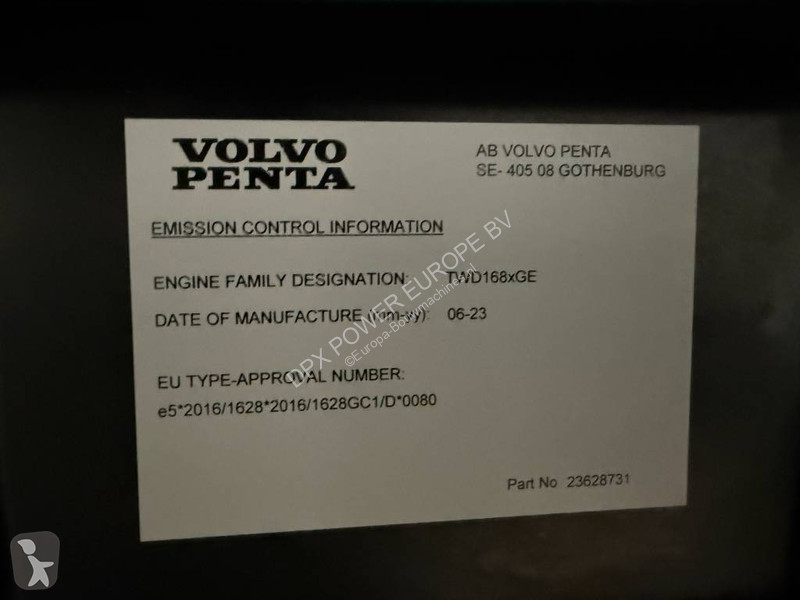 VOLVO
PENTA
AB VOLVO PENTA
SE- 405 08 GOTHENBURG
EMISSION CONTROL INFORMATION
ENGINE FAMILY DESIGNATION: TWD168xGE
DATE OF MANUFACTURE (mm-yy): 06-23
EU TYPE-APPROVAL NUMBER:
e5*2016/1628*2016/1628GC1/D*0080
Part No 23628731
DPX POWER EUROPE BV